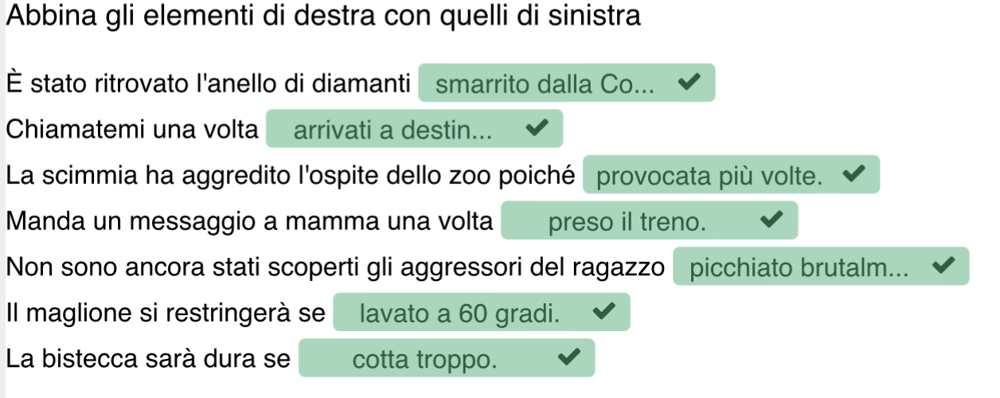 Abbina gli elementi di destra con quelli di sinistra
È stato ritrovato l'anello di diamanti smarrito dalla Co...
Chiamatemi una volta arrivati a destin...
La scimmia ha aggredito l'ospite dello zoo poiché provocata più volte.
Manda un messaggio a mamma una volta preso il treno.
Non sono ancora stati scoperti gli aggressori del ragazzo picchiato brutalm...
Il maglione si restringerà se lavato a 60 gradi.
La bistecca sarà dura se cotta troppo.